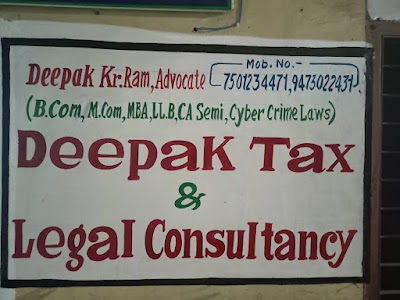 Mob. No.-
Deepak Kr.Ram, Advocate 7501234471, 9473022437
(B.Com, M.Com, MBA, LL.B, CA Semi, Cyber Crime Laws)
Deepak Tax
&
Legal Consultancy